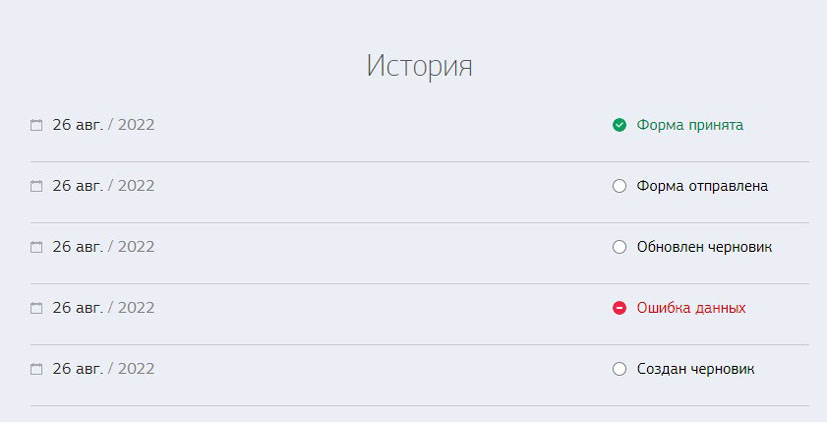 История
26 авг. / 2022 Форма принята
26 авг. / 2022 Форма отправлена
26 авг. / 2022 Обновлен черновик
26 авг. / 2022 Ошибка данных
26 авг. / 2022 Создан черновик